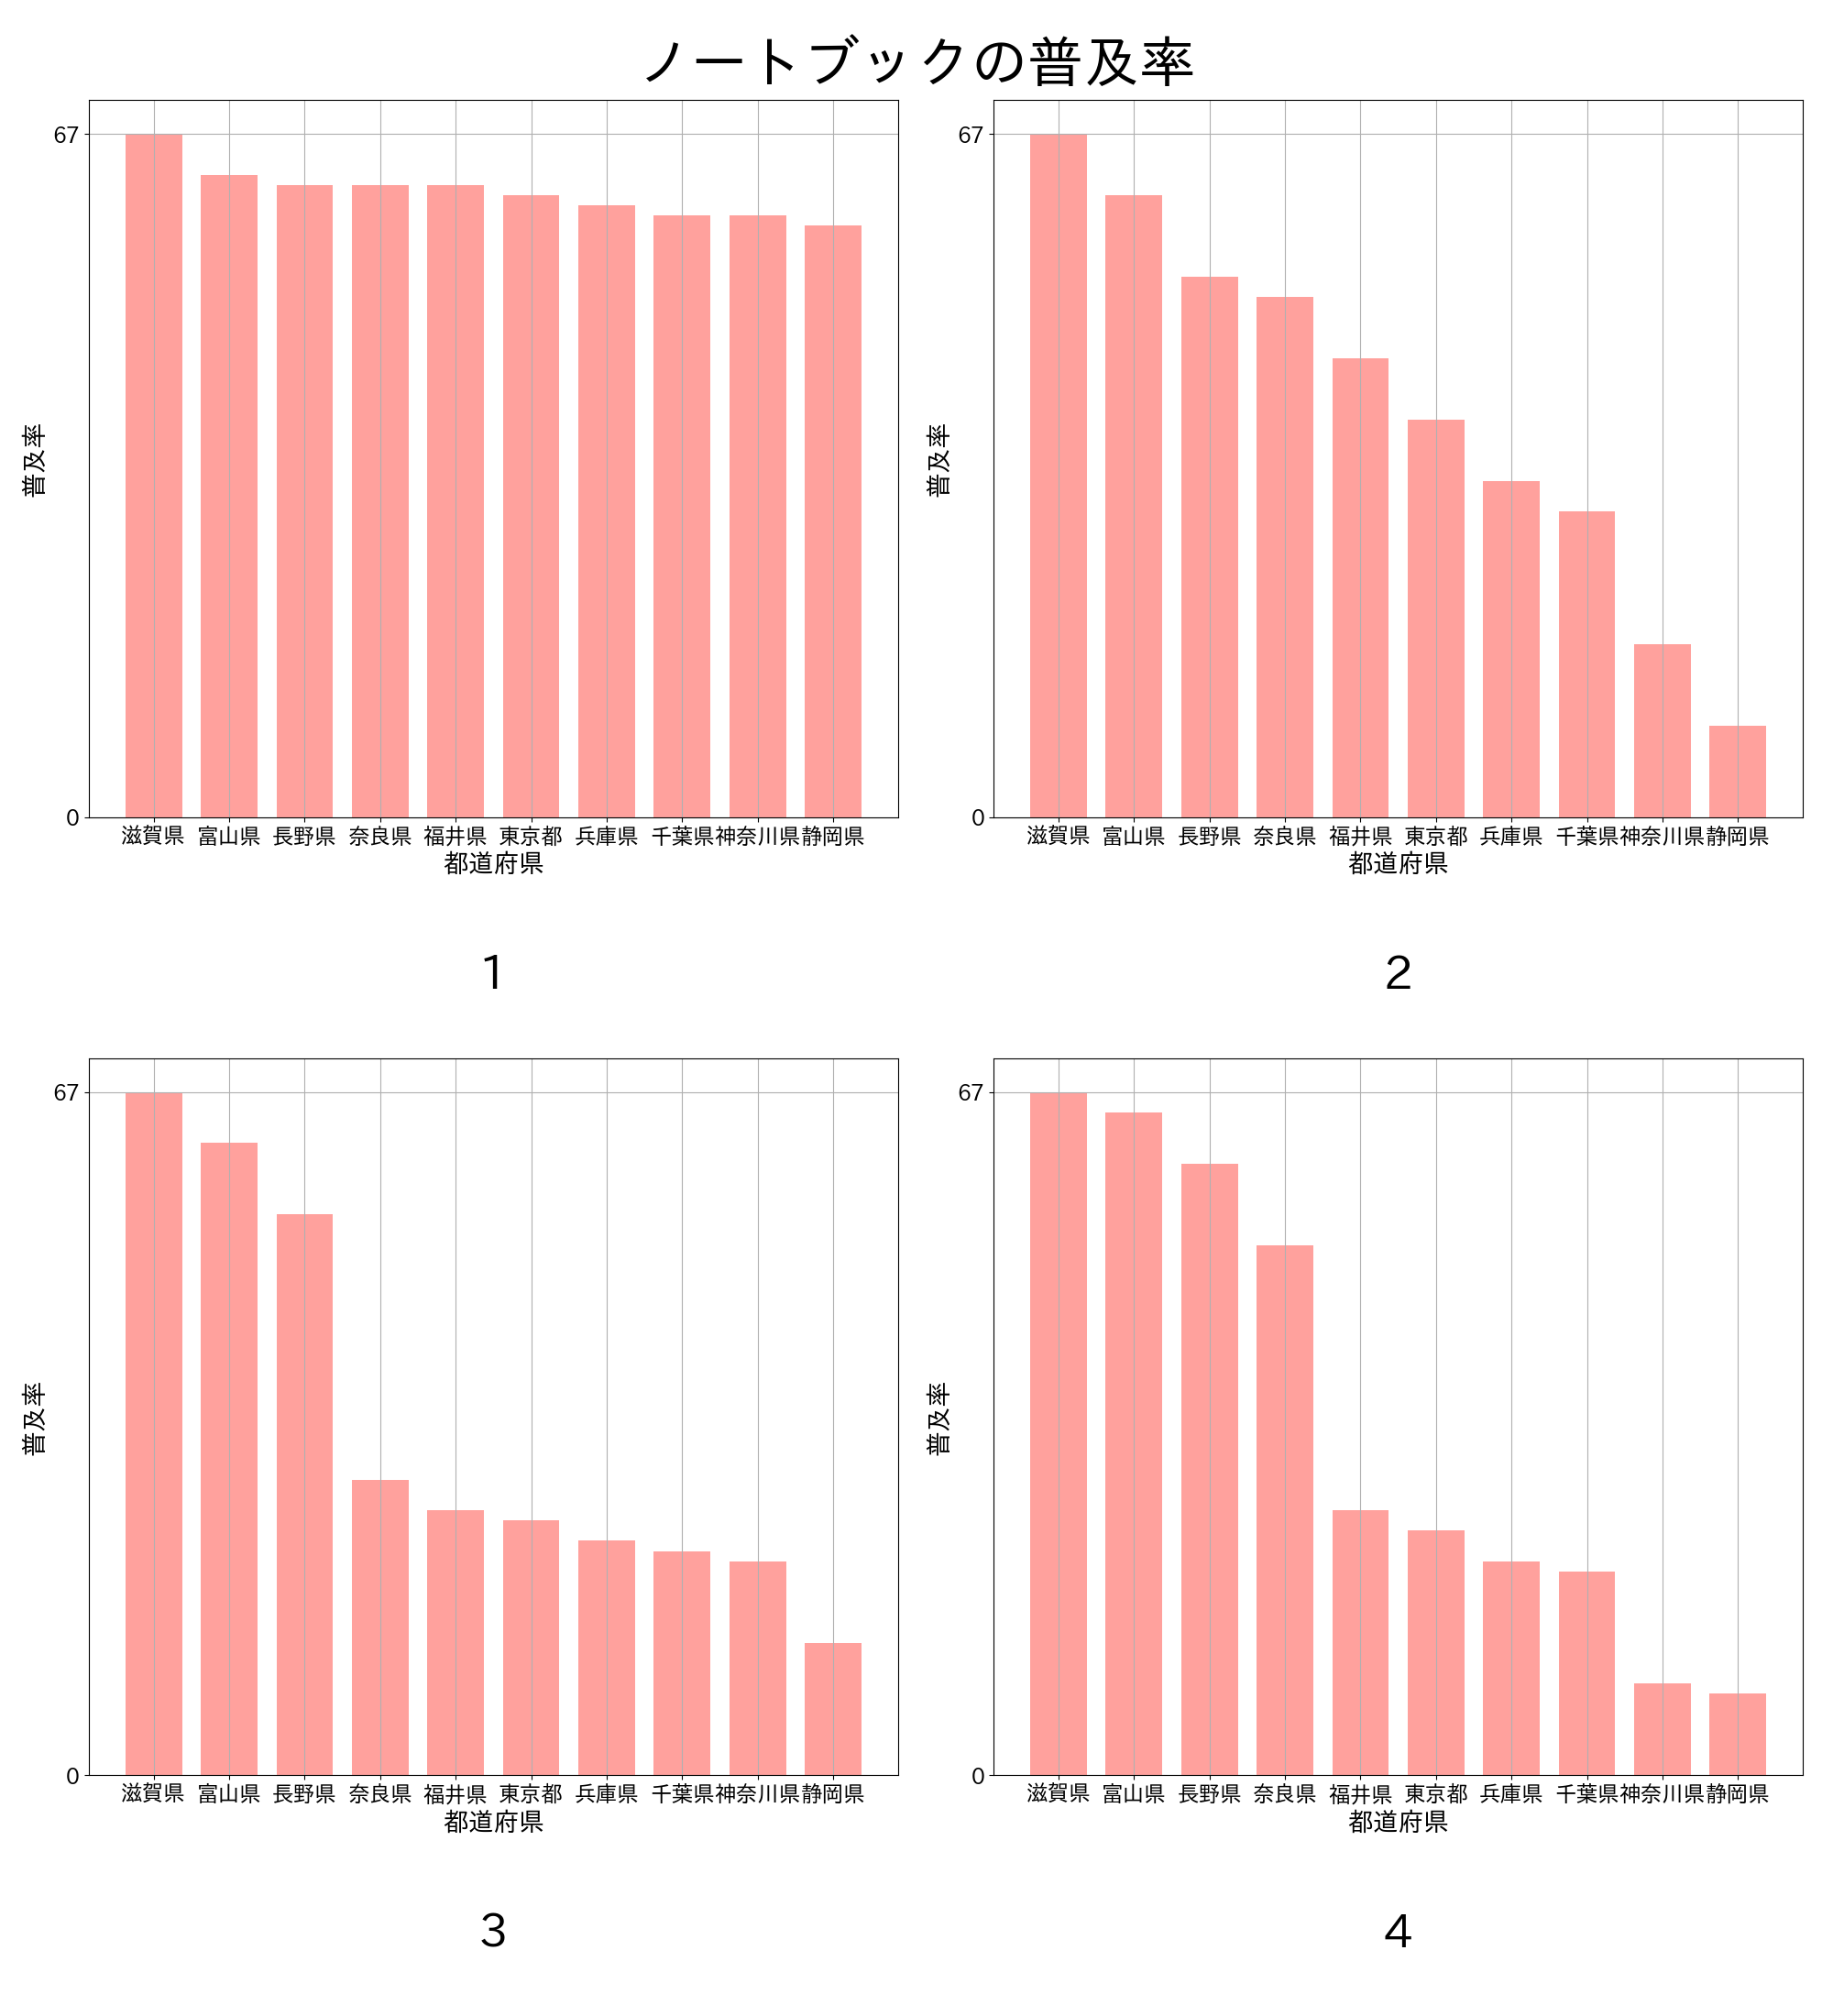 ノートブックの普及率
67
0
普及率
滋賀県 富山県 長野県 奈良県 福井県 東京都 兵庫県 千葉県 神奈川県 静岡県
都道府県
1
67
0
普及率
滋賀県 富山県 長野県 奈良県 福井県 東京都 兵庫県 千葉県 神奈川県 静岡県
都道府県
2
67
0
普及率
滋賀県 富山県 長野県 奈良県 福井県 東京都 兵庫県 千葉県 神奈川県 静岡県
都道府県
3
67
0
普及率
滋賀県 富山県 長野県 奈良県 福井県 東京都 兵庫県 千葉県 神奈川県 静岡県
都道府県
4